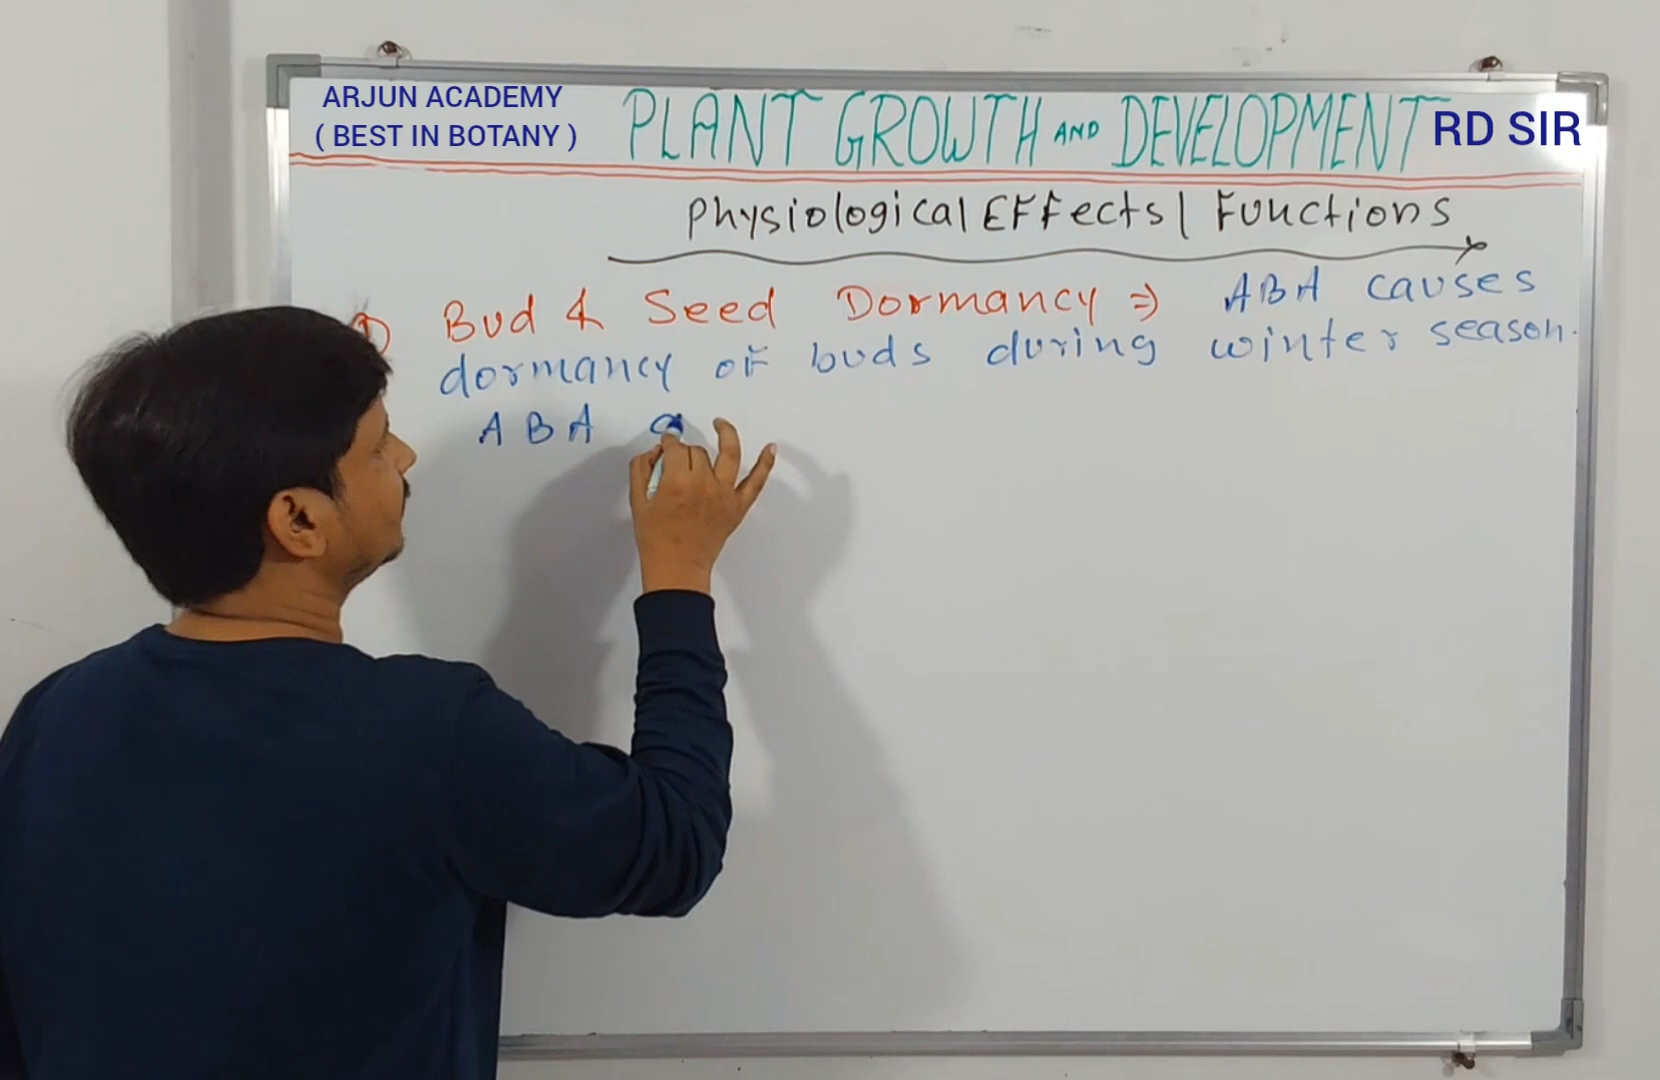 ARJUN ACADEMY
( BEST IN BOTANY )
PLANT GROWTH AND DEVELOPMENT
RD SIR
Physiological Effects | Functions
1) Bud & Seed Dormancy ⇒ ABA causes
dormancy of buds during winter season.
ABA